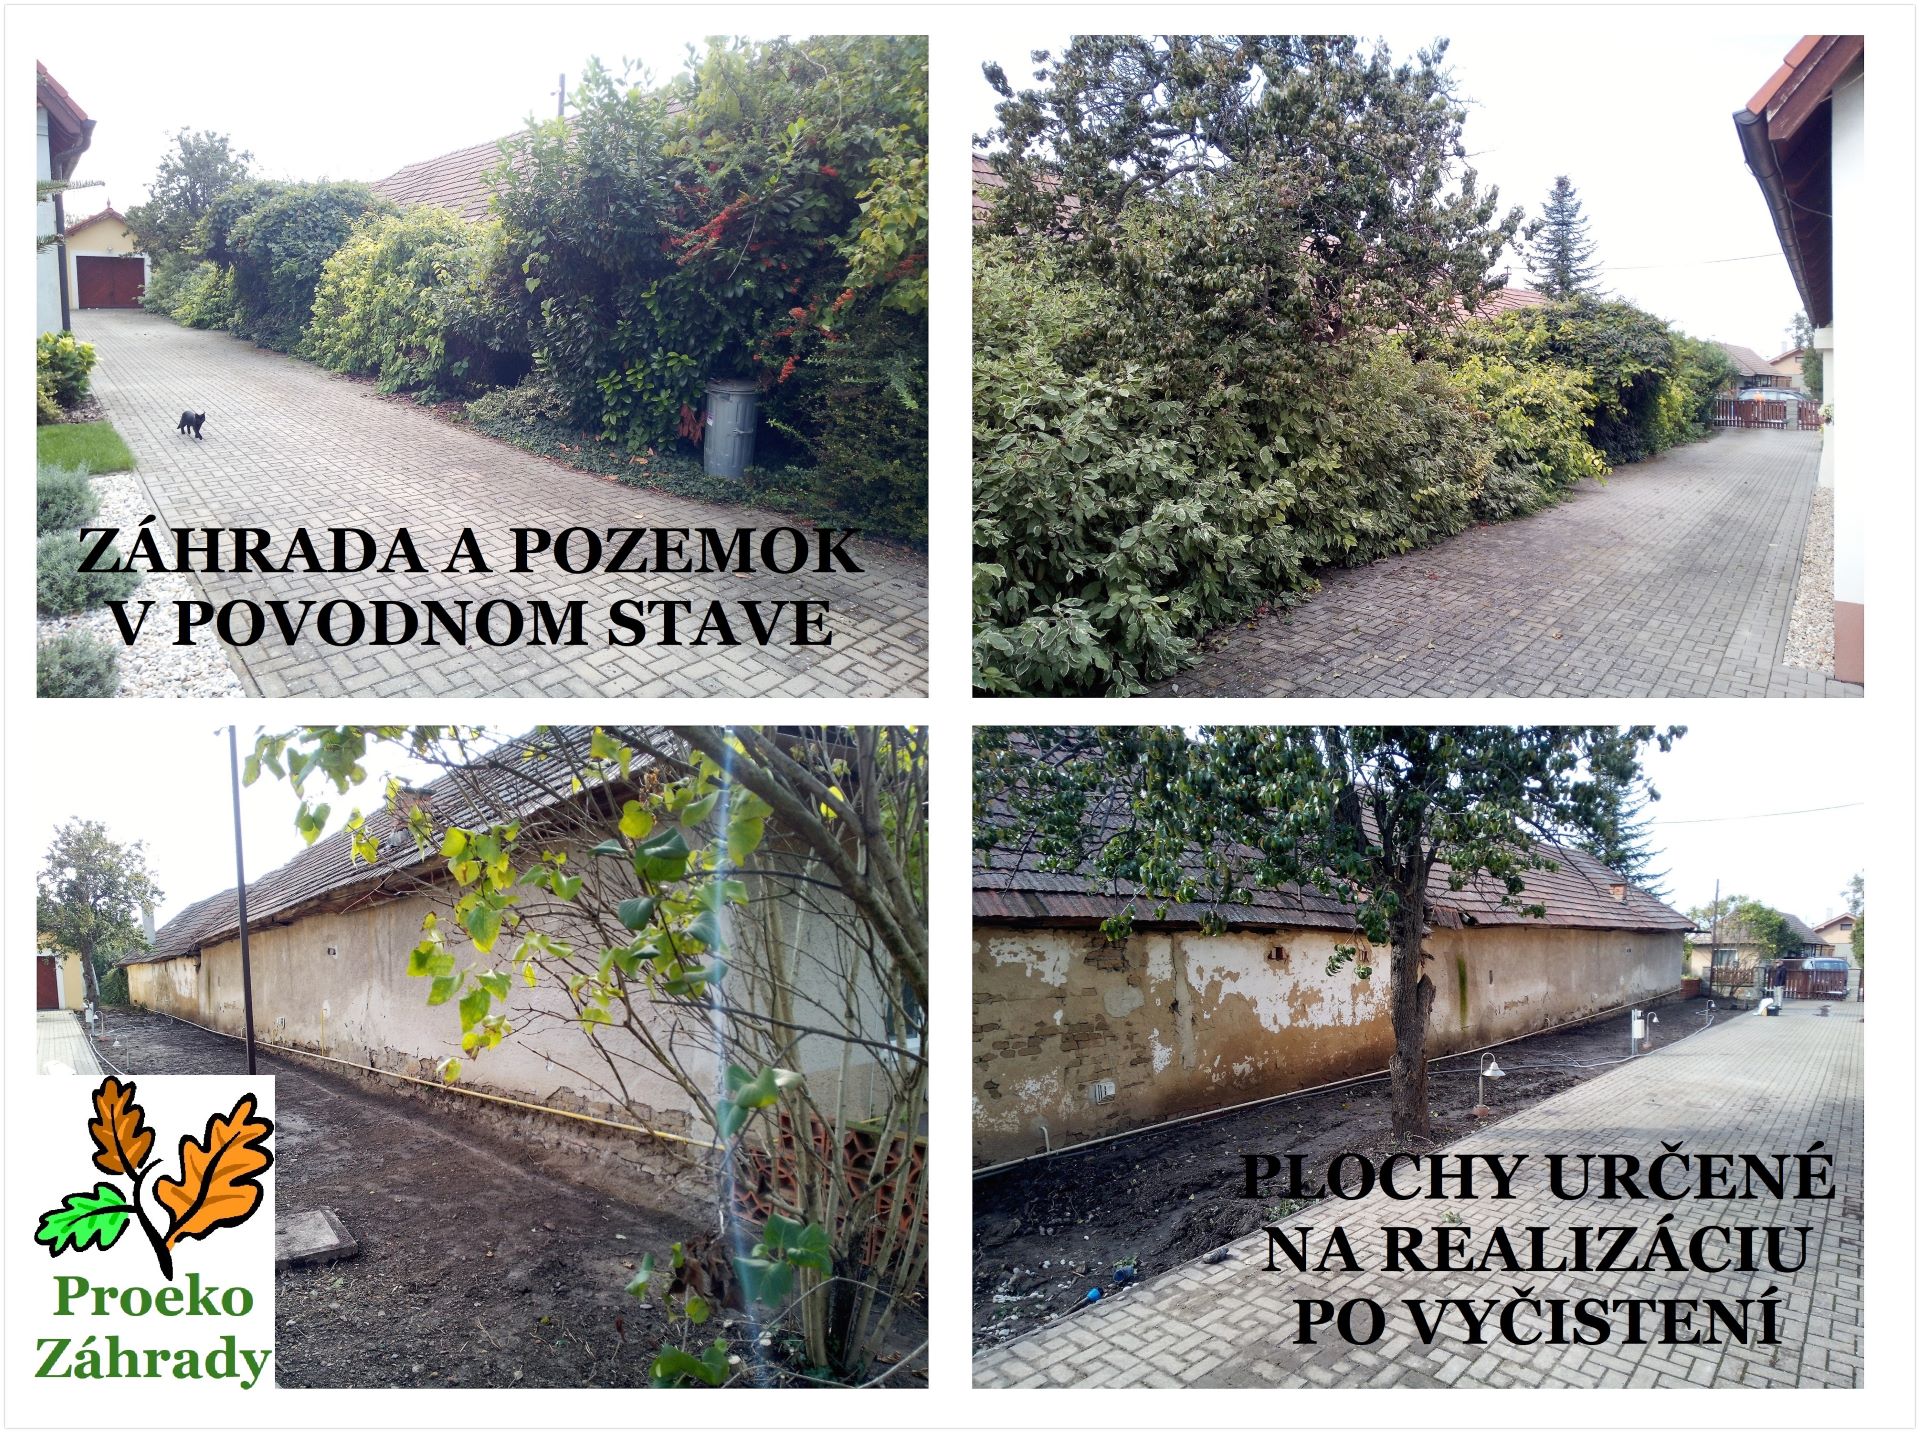 ZÁHRADA A POZEMOK
V POVODNOM STAVE
Proeko
Záhrady
PLOCHY URČENÉ
NA REALIZÁCIU
PO VYČISTENÍ